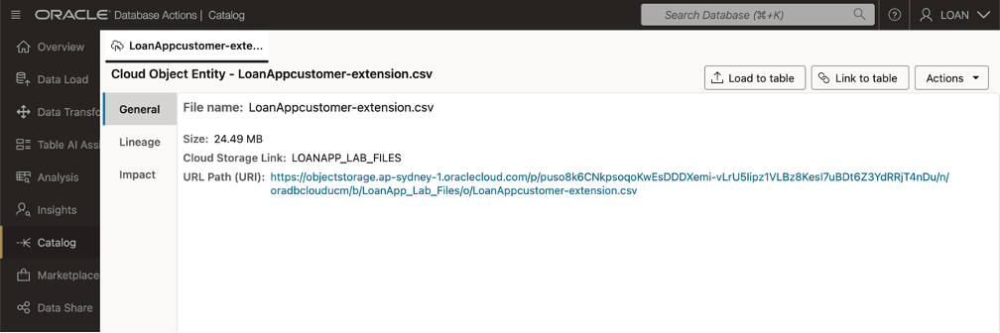 ORACLE Database Actions | Catalog
Search Database (⌘+K)
LOAN
Overview
Data Load
Data Transfo
Table AI Assi
Analysis
Insights
Catalog
Marketplace
Data Share
LoanAppcustomer-exte...
Cloud Object Entity - LoanAppcustomer-extension.csv
Load to table
Link to table
Actions
General
Lineage
Impact
File name: LoanAppcustomer-extension.csv
Size: 24.49 MB
Cloud Storage Link: LOANAPP_LAB_FILES
URL Path (URI): https://objectstorage.ap-sydney-1.oraclecloud.com/p/puso8k6CNkpsoqoKwEsDDDXemi-vLrU5lipz1VLBz8Kesl7uBDt6Z3YdRRjT4nDu/n/
oradbclouducm/b/LoanApp_Lab_Files/o/LoanAppcustomer-extension.csv